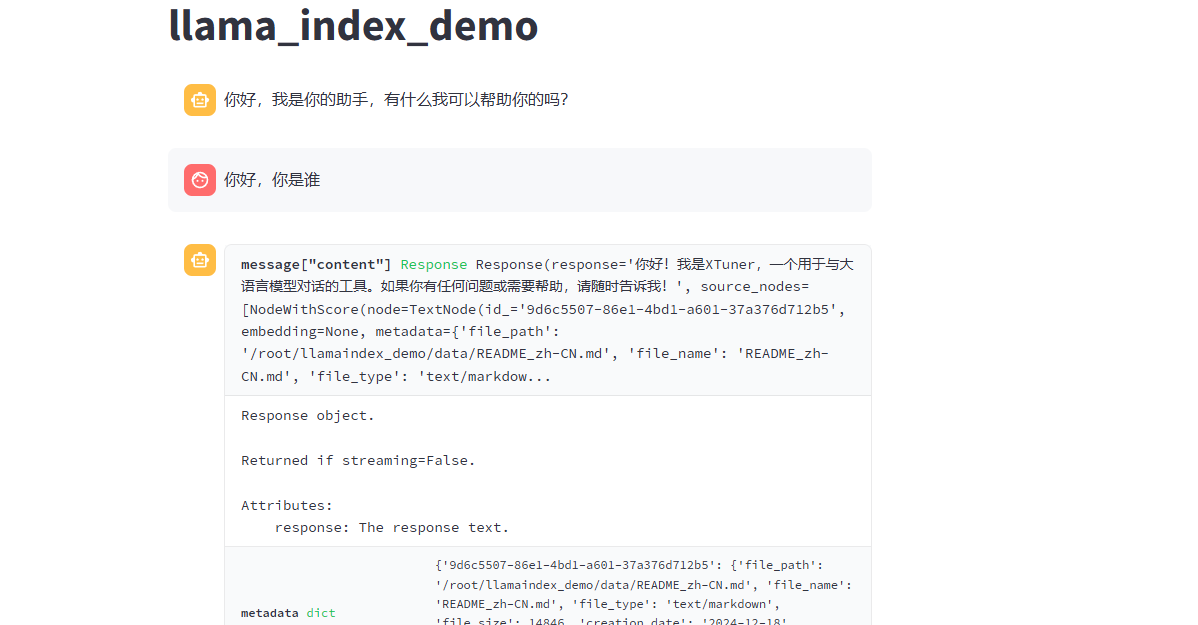 llama_index_demo
你好，我是你的助手，有什么我可以帮助你的吗？
你好，你是谁
message["content"] Response Response(response='你好！我是XTuner，一个用于与大
语言模型对话的工具。如果你有任何问题或需要帮助，请随时告诉我！', source_nodes=
[NodeWithScore(node=TextNode(id_='9d6c5507-86e1-4bd1-a601-37a376d712b5',
embedding=None, metadata={'file_path':
'/root/llamaindex_demo/data/README_zh-CN.md', 'file_name': 'README_zh-
CN.md', 'file_type': 'text/markdow...
Response object.
Returned if streaming=False.
Attributes:
response: The response text.
{'9d6c5507-86e1-4bd1-a601-37a376d712b5': {'file_path':
'/root/llamaindex_demo/data/README_zh-CN.md', 'file_name':
'README_zh-CN.md', 'file_type': 'text/markdown',
metadata dict
'file_size': 14846, 'creation_date': '2024-12-18',